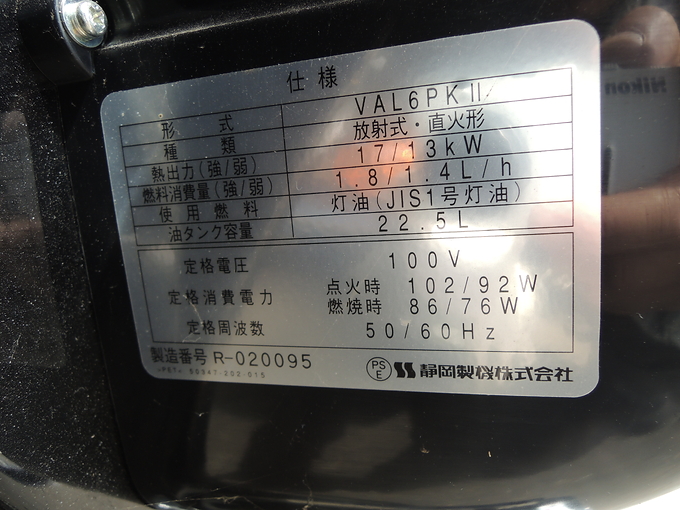 仕様
形式 VAL6PKⅡ
種類 放射式・直火形
熱出力(強/弱) 17/13kW
燃料消費量(強/弱) 1.8/1.4L/h
使用燃料 灯油(JIS1号灯油)
油タンク容量 22.5L
定格電圧 100V
定格消費電力 点火時 102/92W
燃焼時 86/76W
定格周波数 50/60Hz
製造番号 R-020095
PSE 静岡製機株式会社
Nikon